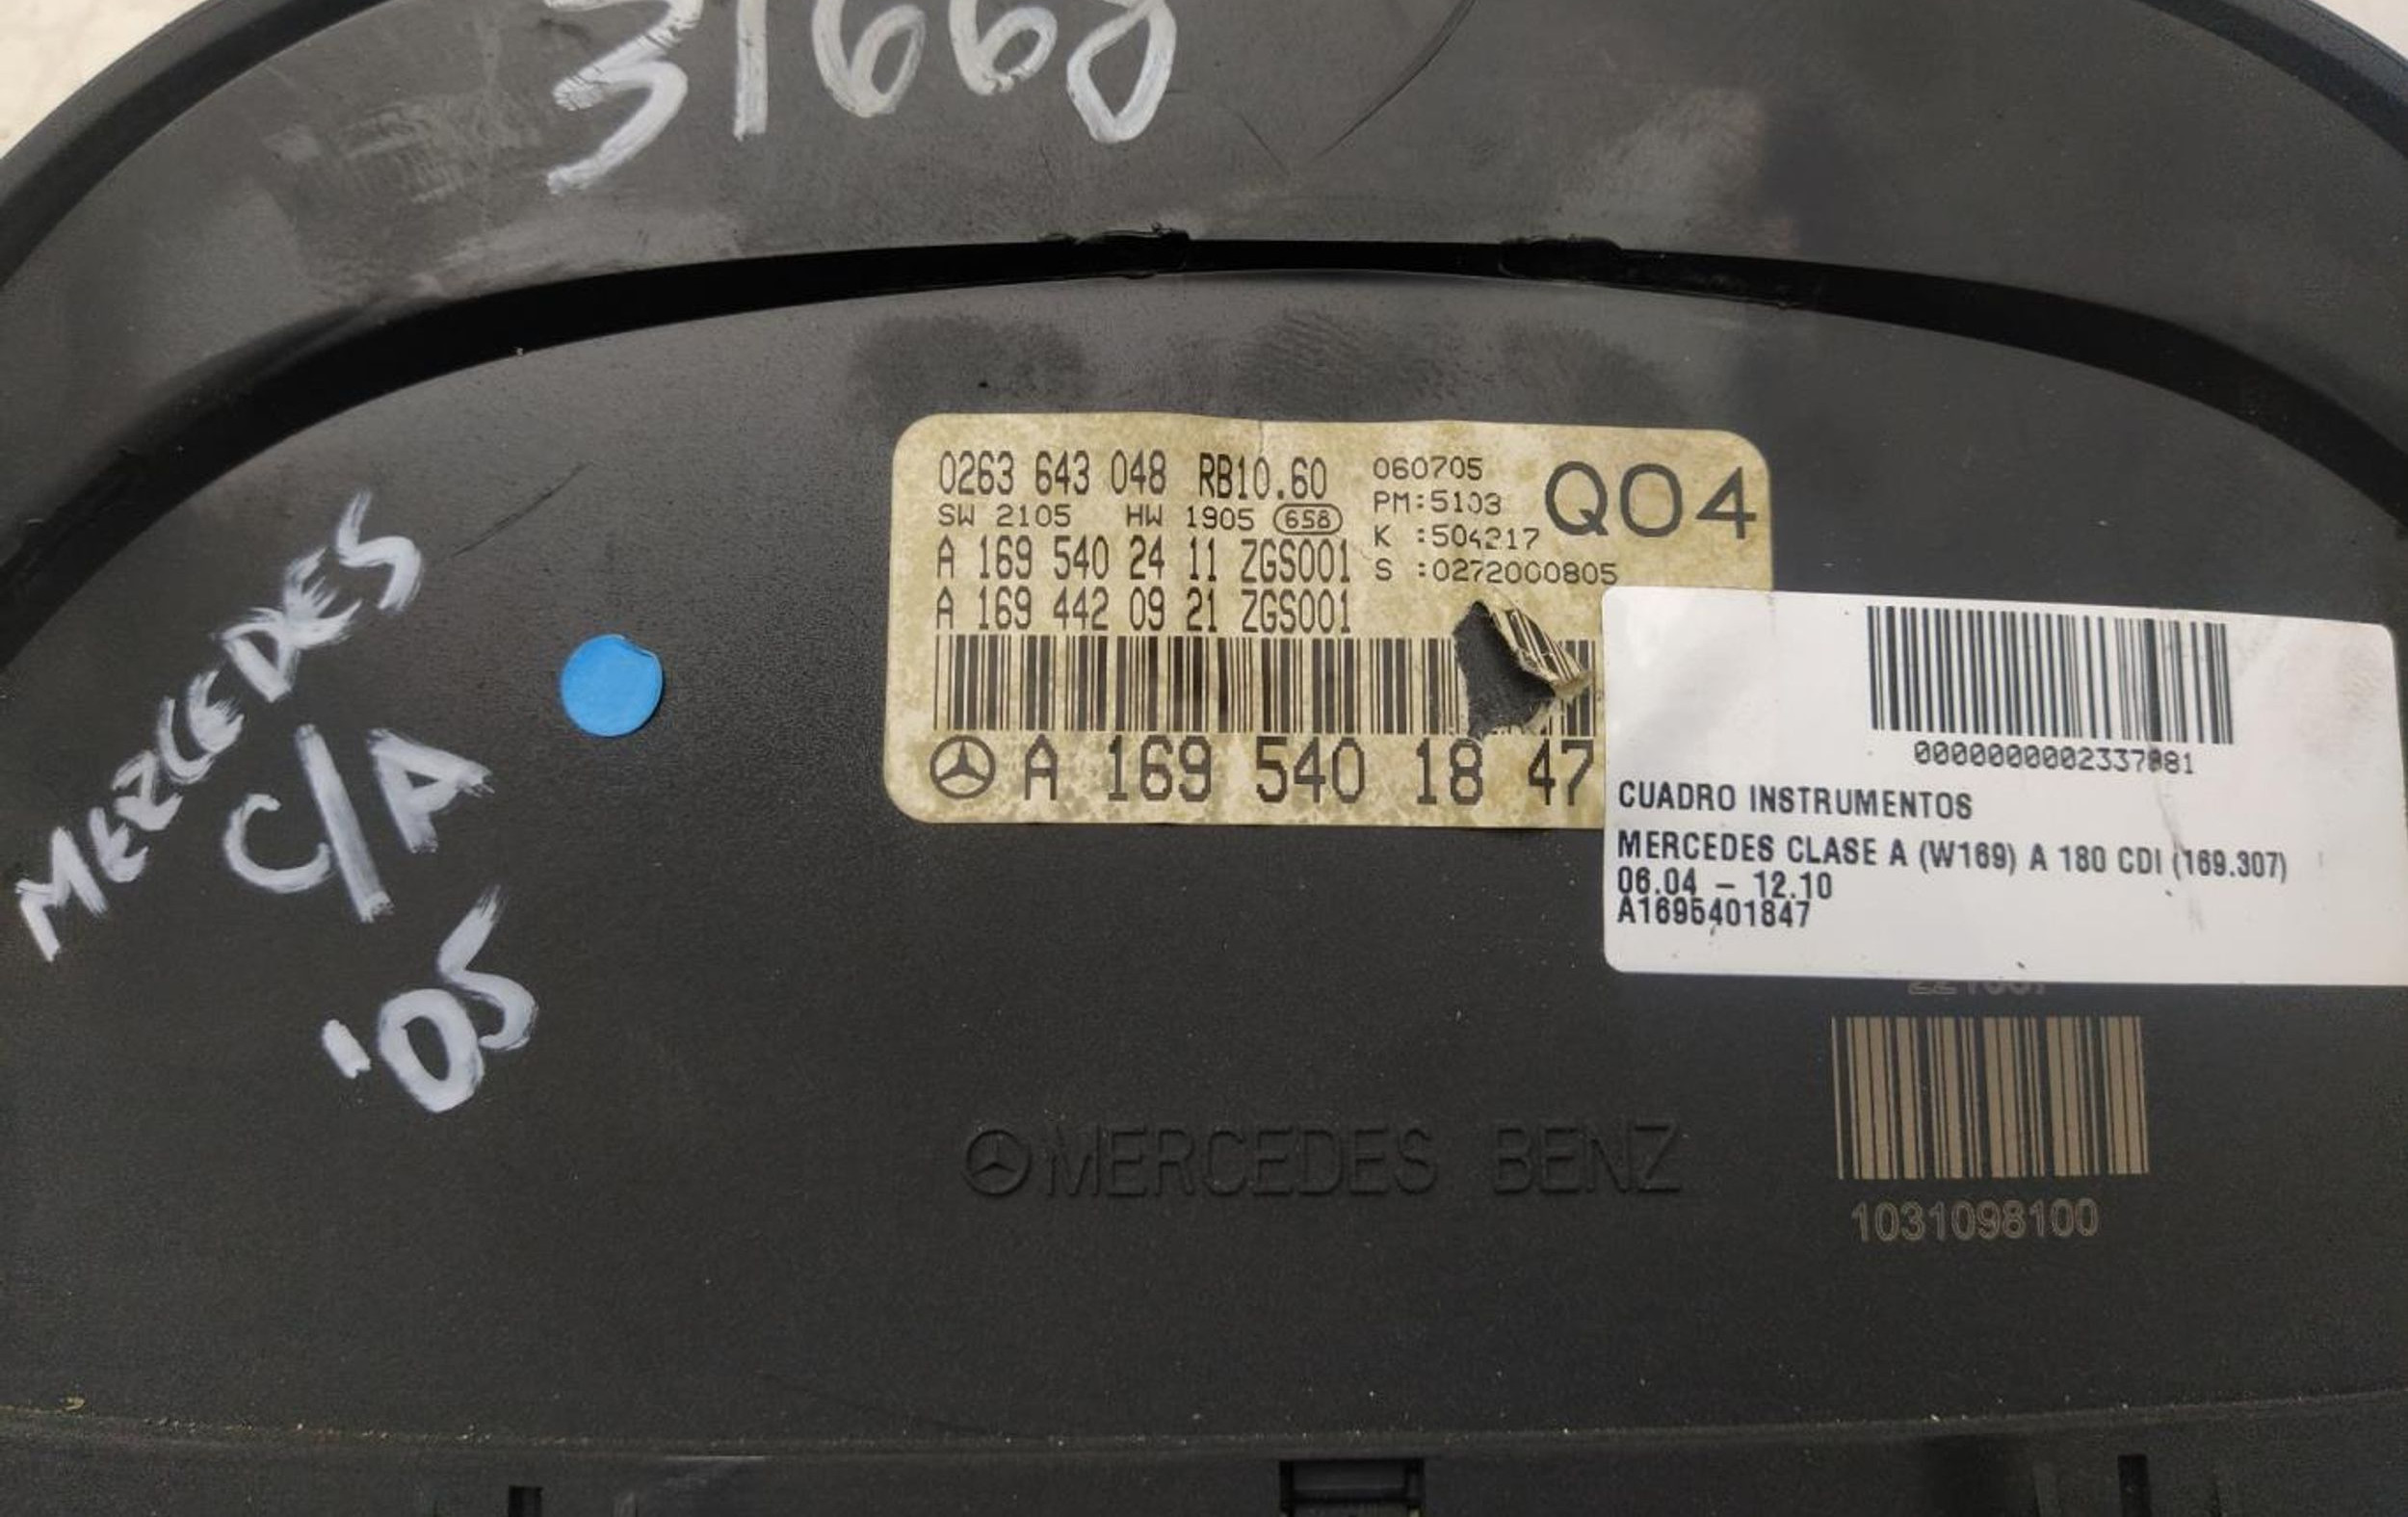 31668
0263 643 048 RB10.60 060705 Q04
SW 2105 HW 1905 658 PM:5103
A 169 540 24 11 ZGS001 K :504217
A 169 442 09 21 ZGS001 S :0272000805
A 169 540 18 47
MERCEDES
C/A
'05
0000000002337881
CUADRO INSTRUMENTOS
MERCEDES CLASE A (W169) A 180 CDI (169.307)
06.04 – 12.10
A1695401847
MERCEDES BENZ
1031098100